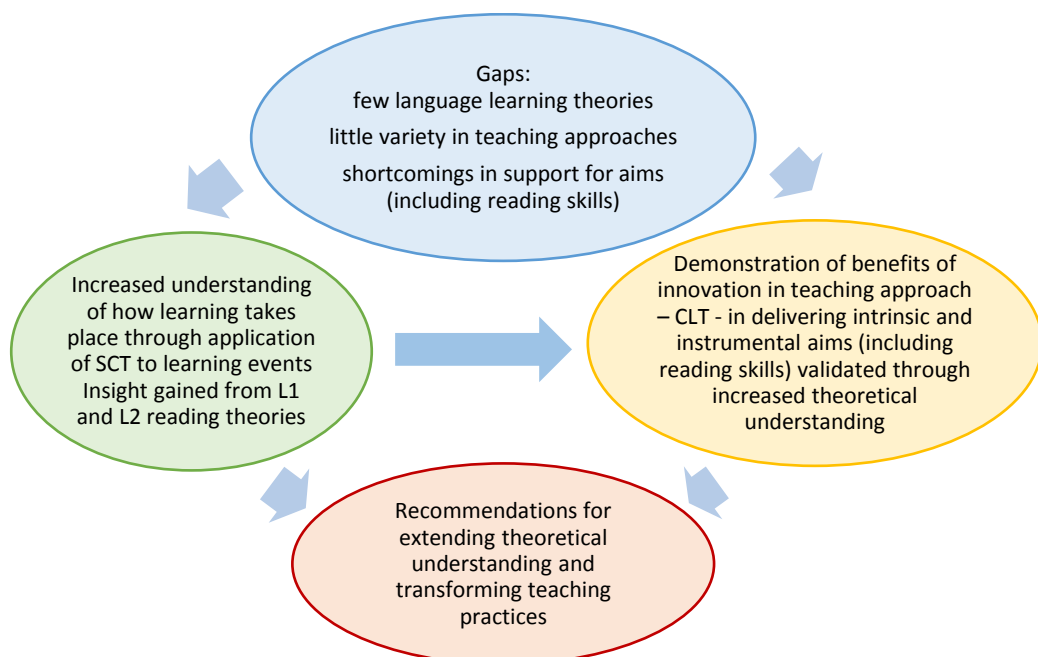 Gaps:
few language learning theories
little variety in teaching approaches
shortcomings in support for aims
(including reading skills)
Increased understanding
of how learning takes
place through application
of SCT to learning events
Insight gained from L1
and L2 reading theories
Demonstration of benefits of
innovation in teaching approach
– CLT - in delivering intrinsic and
instrumental aims (including
reading skills) validated through
increased theoretical
understanding
Recommendations for
extending theoretical
understanding and
transforming teaching
practices